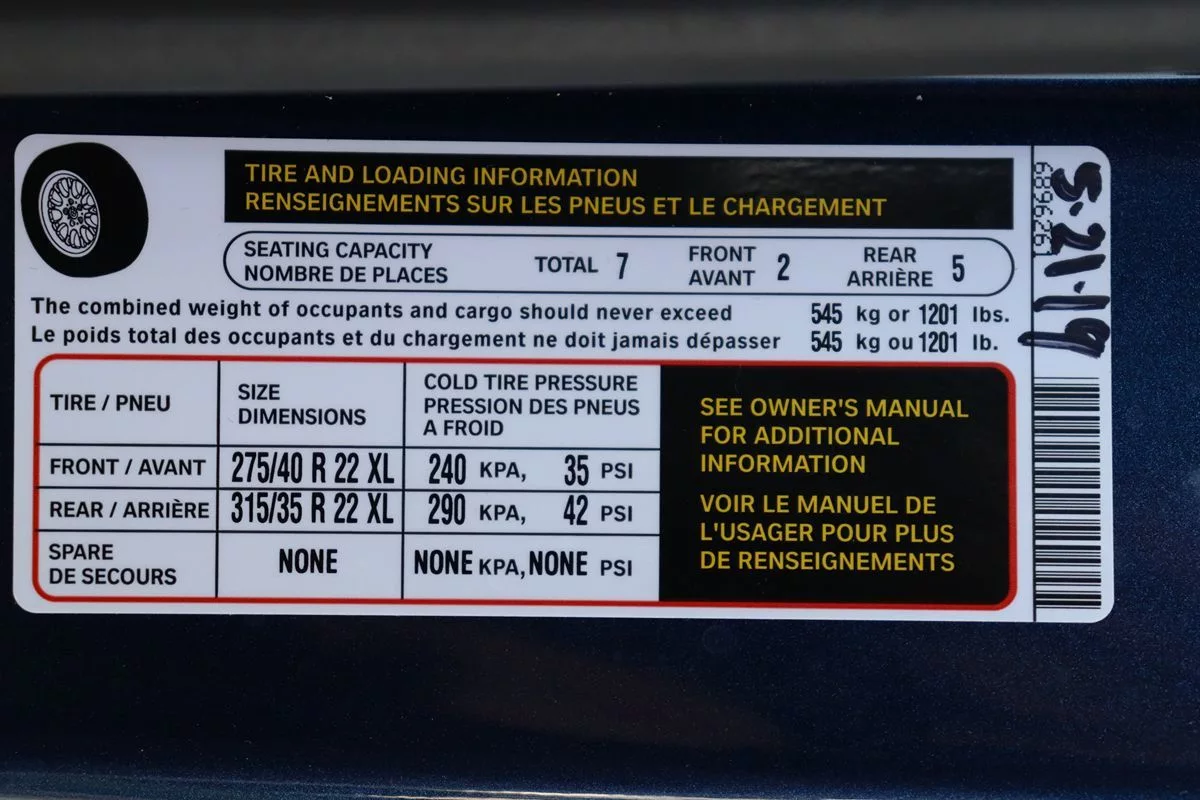 TIRE AND LOADING INFORMATION
RENSEIGNEMENTS SUR LES PNEUS ET LE CHARGEMENT
SEATING CAPACITY
NOMBRE DE PLACES
TOTAL 7
FRONT
AVANT 2
REAR
ARRIÈRE 5
The combined weight of occupants and cargo should never exceed 545 kg or 1201 lbs.
Le poids total des occupants et du chargement ne doit jamais dépasser 545 kg ou 1201 lb.
TIRE / PNEU
SIZE
DIMENSIONS
COLD TIRE PRESSURE
PRESSION DES PNEUS
A FROID
FRONT / AVANT 275/40 R 22 XL 240 KPA, 35 PSI
REAR / ARRIÈRE 315/35 R 22 XL 290 KPA, 42 PSI
SPARE
DE SECOURS
NONE NONE KPA, NONE PSI
SEE OWNER'S MANUAL
FOR ADDITIONAL
INFORMATION
VOIR LE MANUEL DE
L'USAGER POUR PLUS
DE RENSEIGNEMENTS
689626
5.21.19